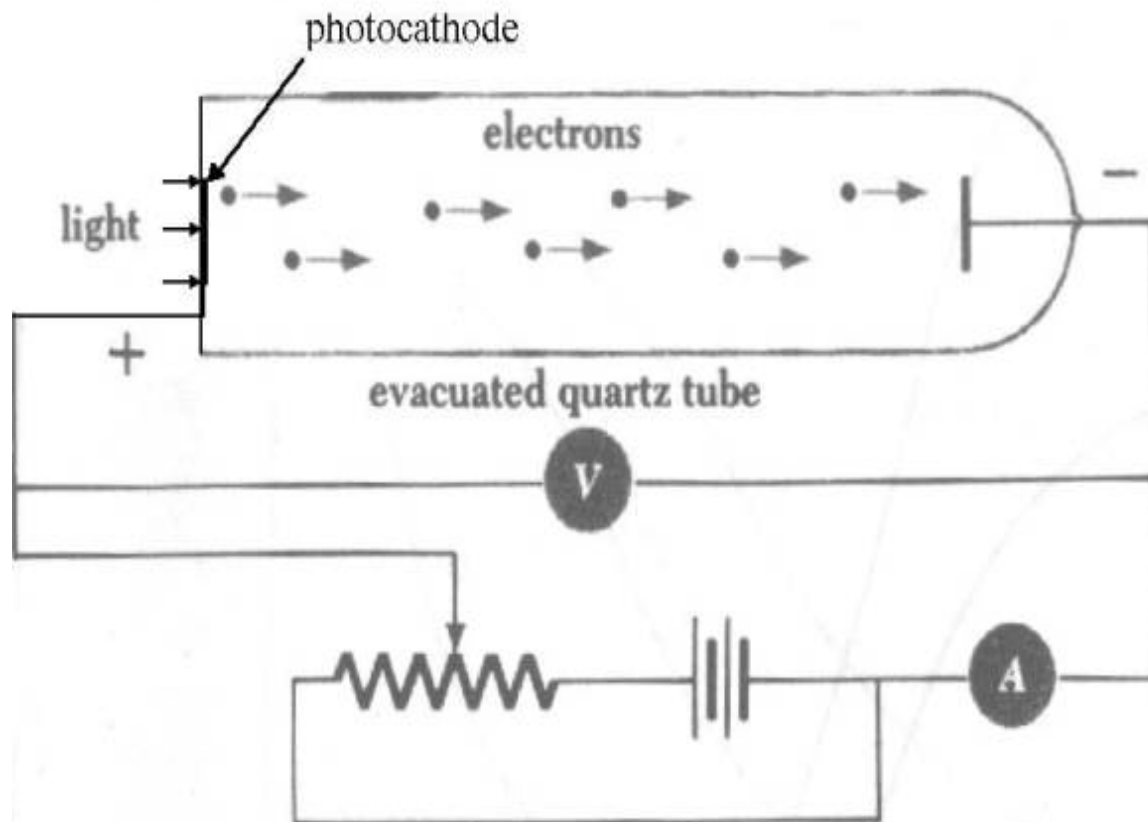 photocathode
electrons
−
light
+
evacuated quartz tube
V
A